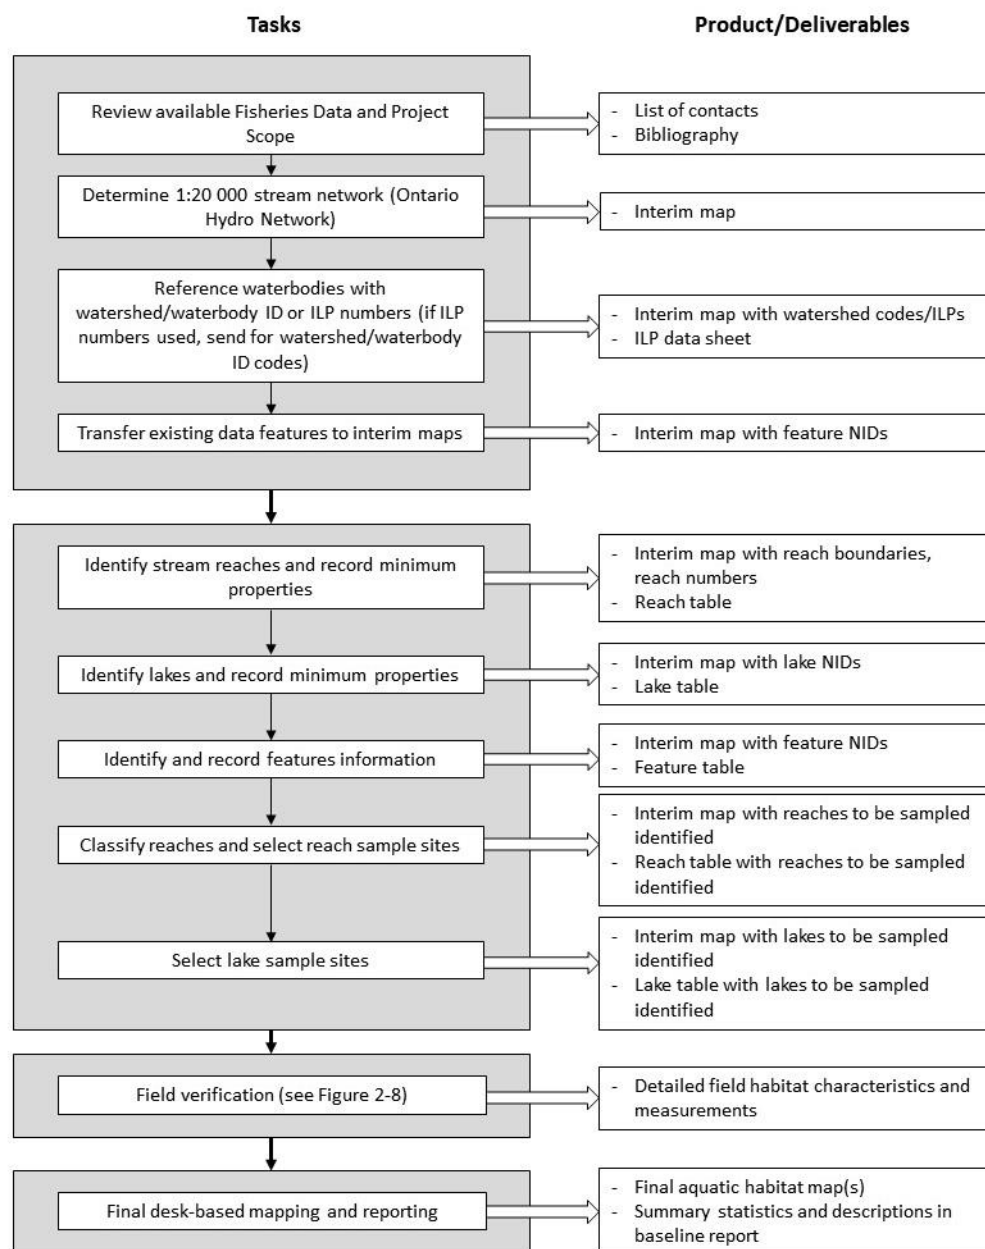 Tasks
Product/Deliverables
Review available Fisheries Data and Project
Scope
- List of contacts
- Bibliography
Determine 1:20 000 stream network (Ontario
Hydro Network)
- Interim map
Reference waterbodies with
watershed/waterbody ID or ILP numbers (if ILP
numbers used, send for watershed/waterbody
ID codes)
- Interim map with watershed codes/ILPs
- ILP data sheet
Transfer existing data features to interim maps
- Interim map with feature NIDs
Identify stream reaches and record minimum
properties
- Interim map with reach boundaries,
reach numbers
- Reach table
Identify lakes and record minimum properties
- Interim map with lake NIDs
- Lake table
Identify and record features information
- Interim map with feature NIDs
- Feature table
Classify reaches and select reach sample sites
- Interim map with reaches to be sampled
identified
- Reach table with reaches to be sampled
identified
Select lake sample sites
- Interim map with lakes to be sampled
identified
- Lake table with lakes to be sampled
identified
Field verification (see Figure 2-8)
- Detailed field habitat characteristics and
measurements
Final desk-based mapping and reporting
- Final aquatic habitat map(s)
- Summary statistics and descriptions in
baseline report